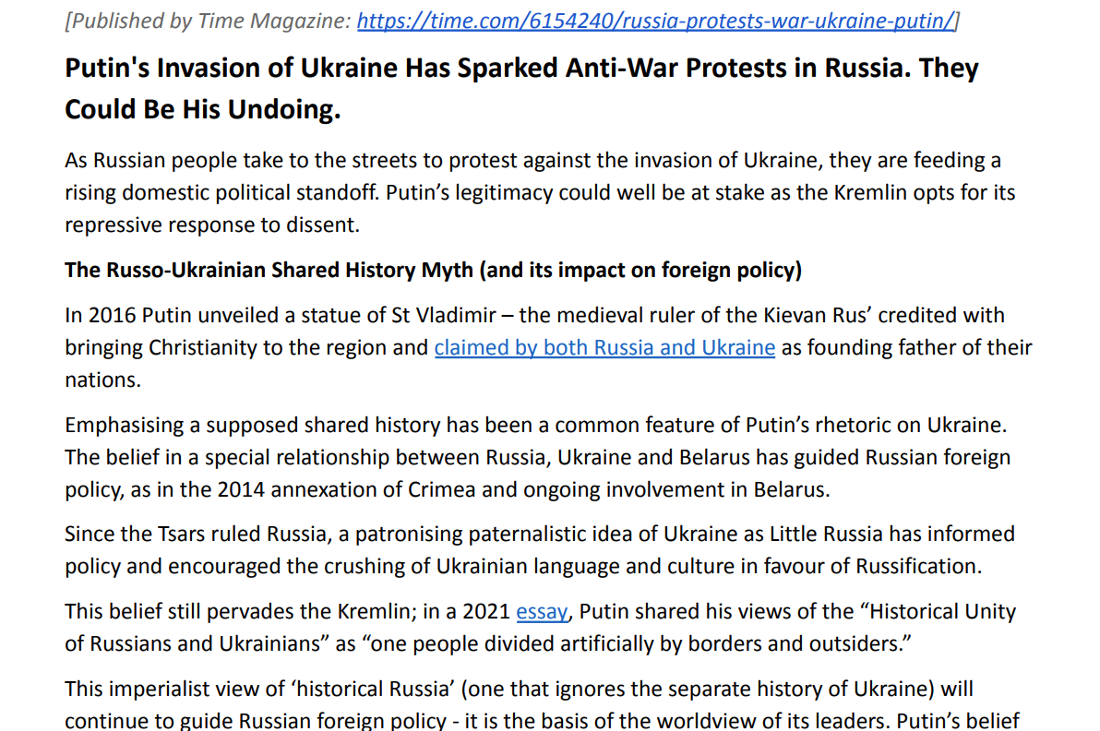 [Published by Time Magazine: https://time.com/6154240/russia-protests-war-ukraine-putin/]
Putin's Invasion of Ukraine Has Sparked Anti-War Protests in Russia. They
Could Be His Undoing.
As Russian people take to the streets to protest against the invasion of Ukraine, they are feeding a
rising domestic political standoff. Putin’s legitimacy could well be at stake as the Kremlin opts for its
repressive response to dissent.
The Russo-Ukrainian Shared History Myth (and its impact on foreign policy)
In 2016 Putin unveiled a statue of St Vladimir – the medieval ruler of the Kievan Rus’ credited with
bringing Christianity to the region and claimed by both Russia and Ukraine as founding father of their
nations.
Emphasising a supposed shared history has been a common feature of Putin’s rhetoric on Ukraine.
The belief in a special relationship between Russia, Ukraine and Belarus has guided Russian foreign
policy, as in the 2014 annexation of Crimea and ongoing involvement in Belarus.
Since the Tsars ruled Russia, a patronising paternalistic idea of Ukraine as Little Russia has informed
policy and encouraged the crushing of Ukrainian language and culture in favour of Russification.
This belief still pervades the Kremlin; in a 2021 essay, Putin shared his views of the “Historical Unity
of Russians and Ukrainians” as “one people divided artificially by borders and outsiders.”
This imperialist view of ‘historical Russia’ (one that ignores the separate history of Ukraine) will
continue to guide Russian foreign policy - it is the basis of the worldview of its leaders. Putin’s belief